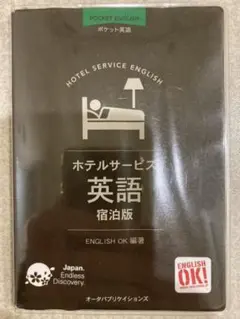 POCKET ENGLISH
ポケット英語
HOTEL SERVICE ENGLISH
ホテルサービス
英語
宿泊版
ENGLISH OK 編著
Japan.
Endless
Discovery.
ENGLISH
OK!
オータパブリケイションズ